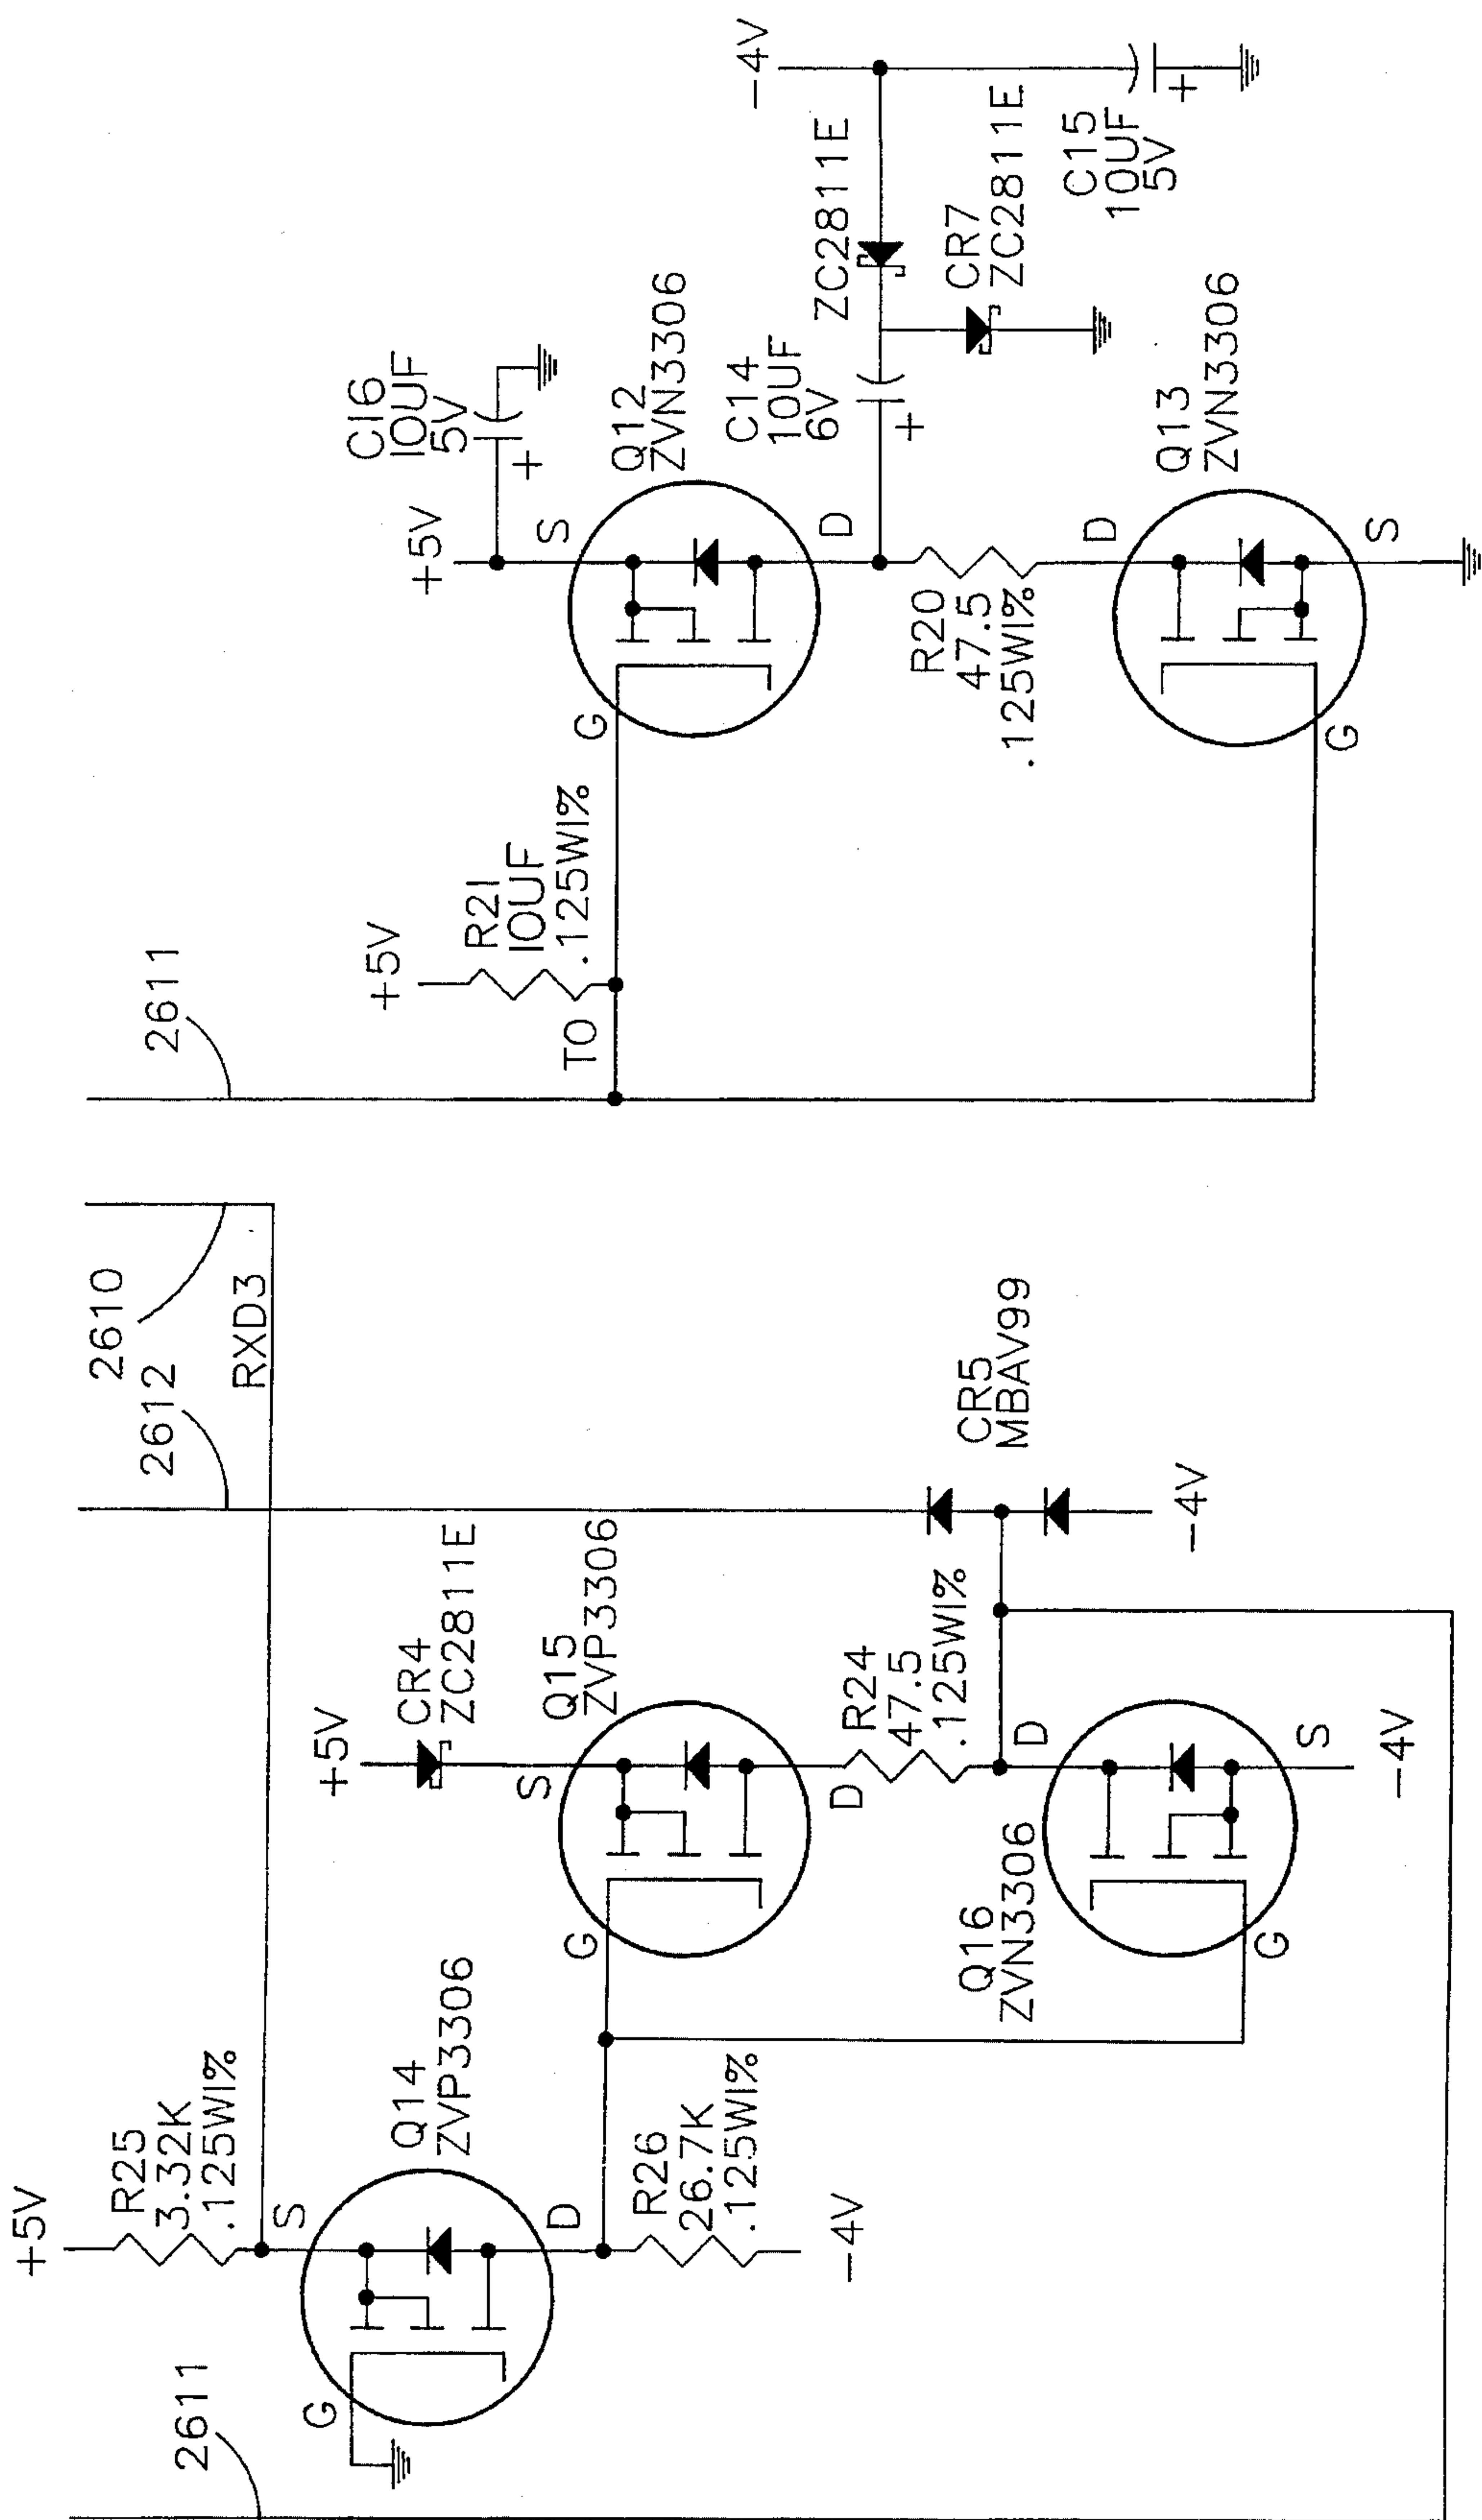 2611
+5V
R25
3.32K
.125W1%
S
Q14
ZVP3306
G
D
R26
26.7K
.125W1%
-4V
2610
2612
RXD3
+5V
CR4
ZC2811E
S
Q15
ZVP3306
G
D
R24
47.5
.125W1%
Q16
ZVN3306
D
G
S
-4V
CR5
MBAV99
-4V
2611
+5V
R21
10UF
.125W1%
TO
+5V
C16
10UF
5V
+
S
Q12
ZVN3306
G
D
C14
10UF
6V
+
ZC2811E
-4V
CR7
ZC2811E
C15
10UF
5V
+
R20
47.5
.125W1%
D
Q13
ZVN3306
G
S